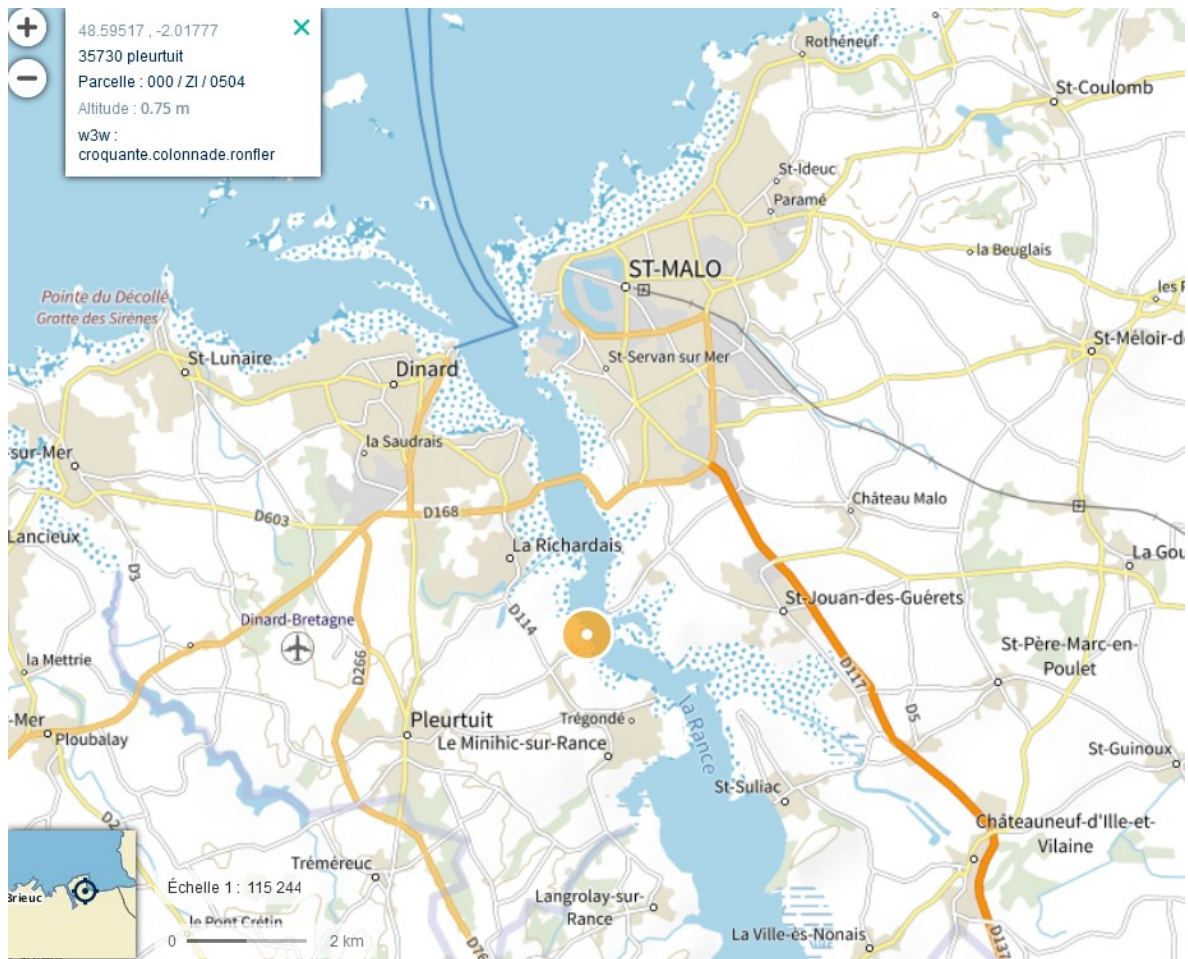 48.59517 , -2.01777
35730 pleurtuit
Parcelle : 000 / ZI / 0504
Altitude : 0.75 m
w3w :
croquante.colonnade.ronfler
Rothéneuf
St-Coulomb
St-Ideuc
Paramé
la Beuglais
ST-MALO
Pointe du Décollé
Grotte des Sirènes
les
St-Lunaire
Dinard
St-Servan sur Mer
St-Méloir-d
la Saudrais
-sur-Mer
Château Malo
D603
D168
Lancieux
La Richardais
La Gou
D3
D114
St-Jouan-des-Guérets
Dinard-Bretagne
D266
la Mettrie
St-Père-Marc-en-
Poulet
D117
D5
-Mer
Ploubalay
Pleurtuit
Trégondé
Le Minihic-sur-Rance
la Rance
St-Guinoux
St-Suliac
D2
Châteauneuf-d'Ille-et-
Vilaine
Brieuc
Échelle 1 : 115 244
Tréméreuc
Langrolay-sur-
Rance
le Pont Crétin
0 2 km
D76
La Ville-ès-Nonais
D137